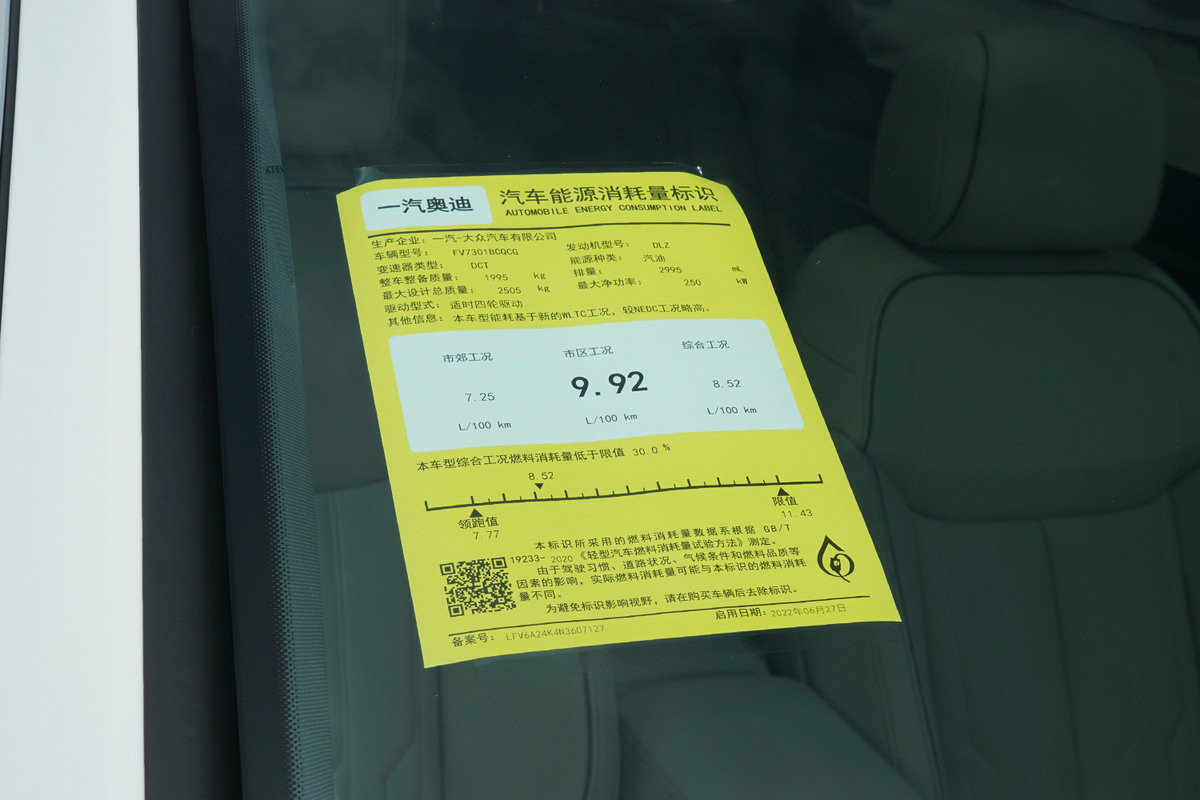 一汽奥迪
汽车能源消耗量标识
AUTOMOBILE ENERGY CONSUMPTION LABEL
生产企业：一汽-大众汽车有限公司
车辆型号： FV7301BCQCG 发动机型号： DLZ
变速器类型： DCT 能源种类： 汽油
整车整备质量： 1995 kg 排量： 2995 mL
最大设计总质量： 2505 kg 最大净功率： 250 kW
驱动型式： 适时四轮驱动
其他信息： 本车型能耗基于新的WLTC工况，较NEDC工况略高。
市郊工况 市区工况 综合工况
7.25 9.92 8.52
L/100 km L/100 km L/100 km
本车型综合工况燃料消耗量低于限值 30.0 %
8.52
领跑值 限值
7.77 11.43
本标识所采用的燃料消耗量数据系根据 GB/T
19233- 2020 《轻型汽车燃料消耗量试验方法》测定。
由于驾驶习惯、道路状况、气候条件和燃料品质等
因素的影响，实际燃料消耗量可能与本标识的燃料消耗
量不同。
为避免标识影响视野，请在购买车辆后去除标识。
备案号： LFV6A24K4N3607127 启用日期：2022年06月27日